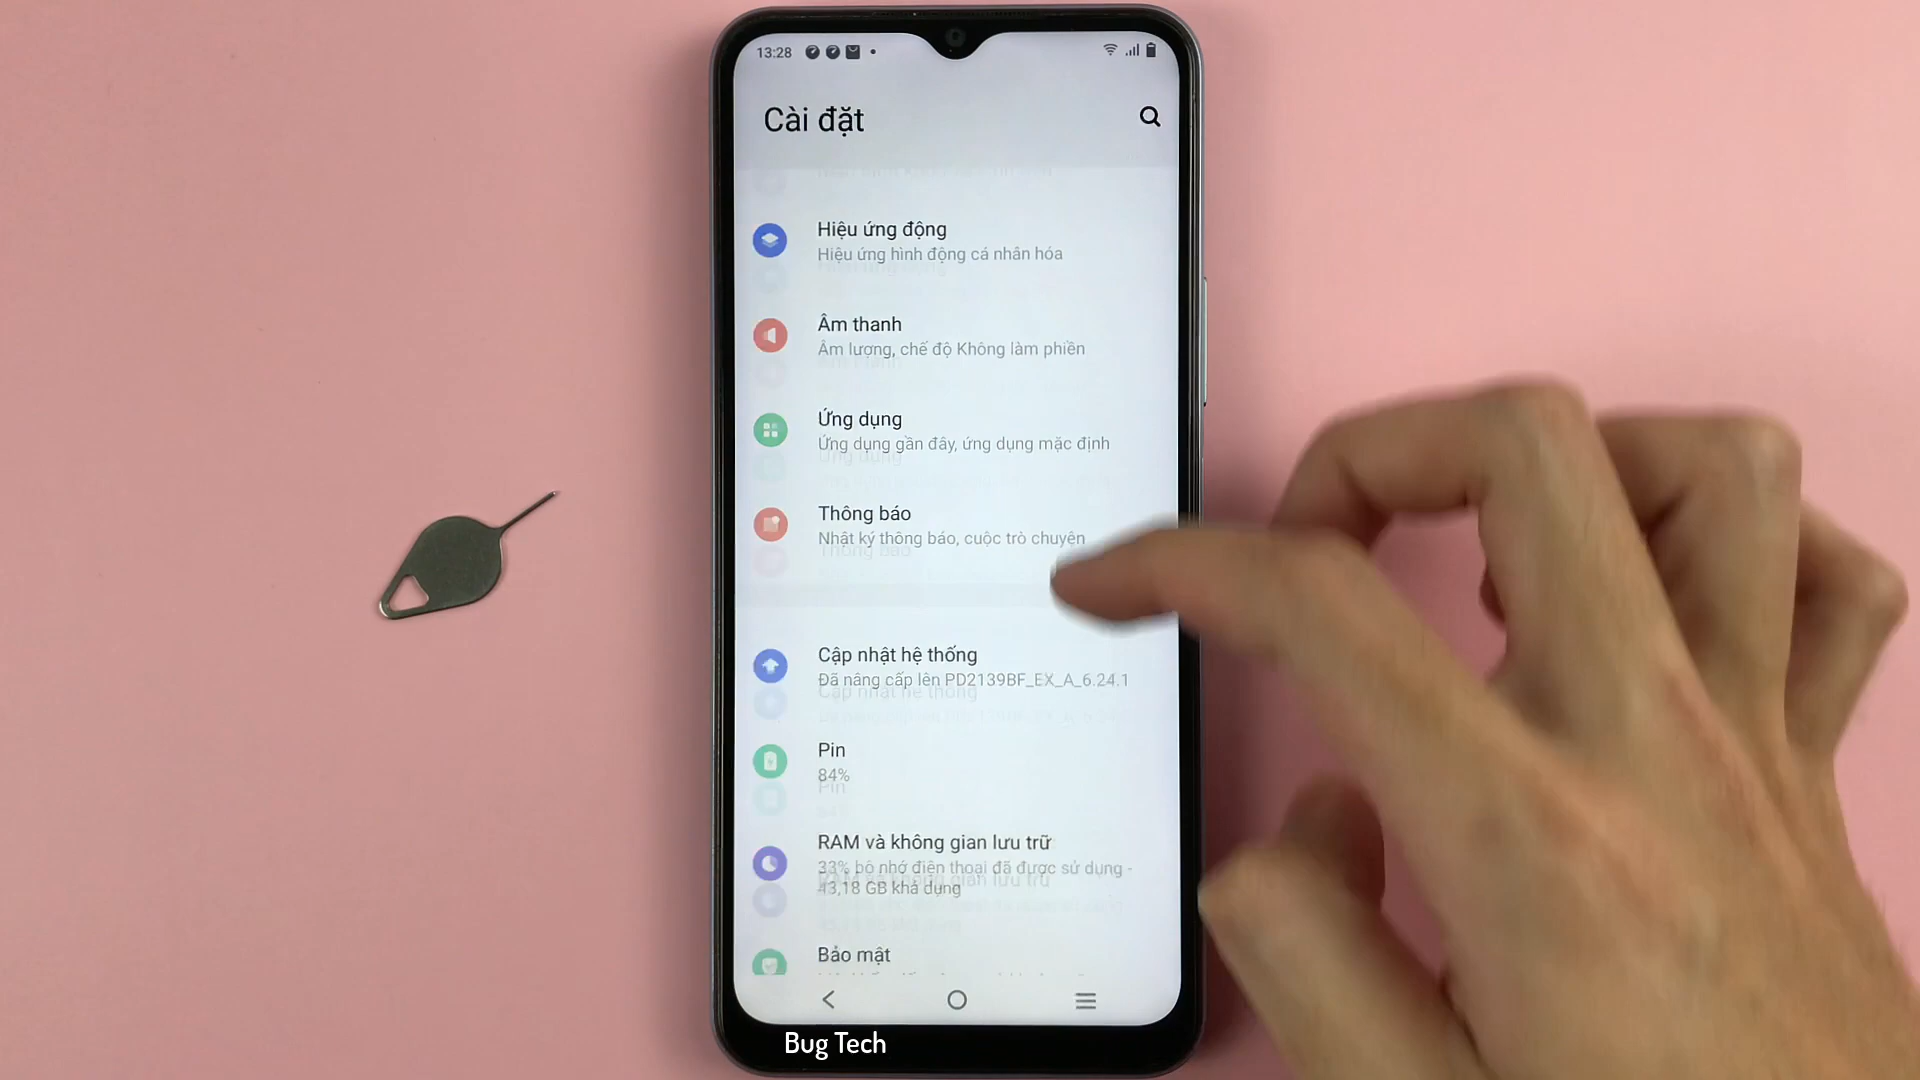 13:28
Cài đặt
Hiệu ứng động
Hiệu ứng hình động cá nhân hóa
Âm thanh
Âm lượng, chế độ Không làm phiền
Ứng dụng
Ứng dụng gần đây, ứng dụng mặc định
Thông báo
Nhật ký thông báo, cuộc trò chuyện
Cập nhật hệ thống
Đã nâng cấp lên PD2139BF_EX_A_6.24.1
Pin
84%
RAM và không gian lưu trữ
33% bộ nhớ điện thoại đã được sử dụng -
43,18 GB khả dụng
Bảo mật
Bug Tech